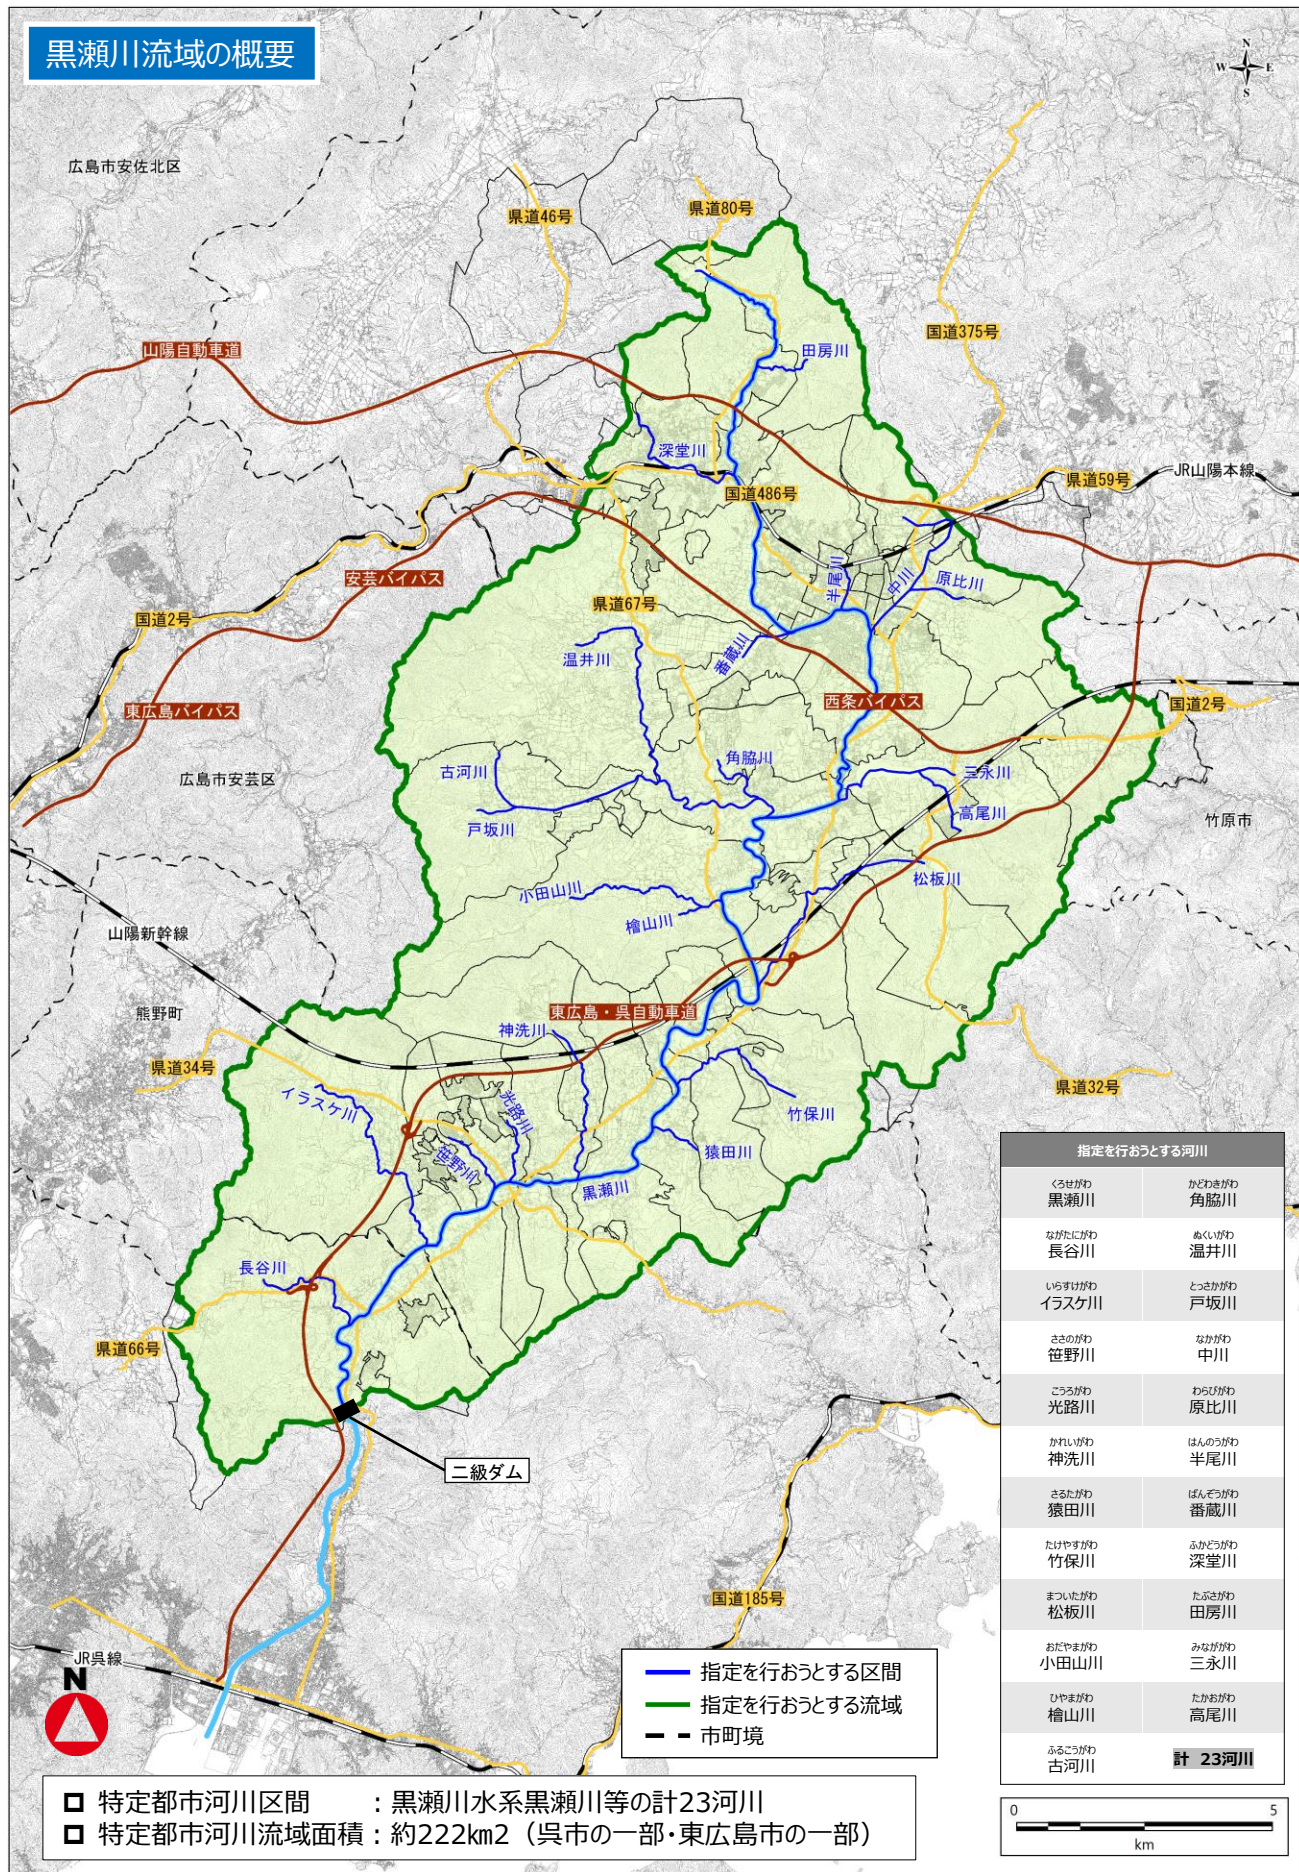 黒瀬川流域の概要
N
W E
S
広島市安佐北区
県道46号
県道80号
国道375号
山陽自動車道
田房川
深堂川
JR山陽本線
県道59号
国道486号
安芸バイパス
半尾川
中川
原比川
国道2号
県道67号
温井川
番蔵川
東広島バイパス
西条バイパス
国道2号
広島市安芸区
古河川
角脇川
三永川
戸坂川
高尾川
竹原市
小田山川
松板川
檜山川
山陽新幹線
熊野町
東広島・呉自動車道
神洗川
県道34号
イラスケ川
光路川
県道32号
竹保川
笹野川
猿田川
黒瀬川
長谷川
県道66号
二級ダム
国道185号
JR呉線
N
指定を行おうとする河川
くろせがわ かどわきがわ
黒瀬川 角脇川
ながたにがわ ぬくいがわ
長谷川 温井川
いらすけがわ とっさかがわ
イラスケ川 戸坂川
ささのがわ なかがわ
笹野川 中川
こうろがわ わらびがわ
光路川 原比川
かれいがわ はんのうがわ
神洗川 半尾川
さるたがわ ばんぞうがわ
猿田川 番蔵川
たけやすがわ ふかどうがわ
竹保川 深堂川
まついたがわ たぶさがわ
松板川 田房川
おだやまがわ みながかわ
小田山川 三永川
ひやまがわ たかおがわ
檜山川 高尾川
ふるこうがわ
古河川 計 23河川
指定を行おうとする区間
指定を行おうとする流域
市町境
特定都市河川区間 ：黒瀬川水系黒瀬川等の計23河川
特定都市河川流域面積：約222km2（呉市の一部・東広島市の一部）
0 5
km